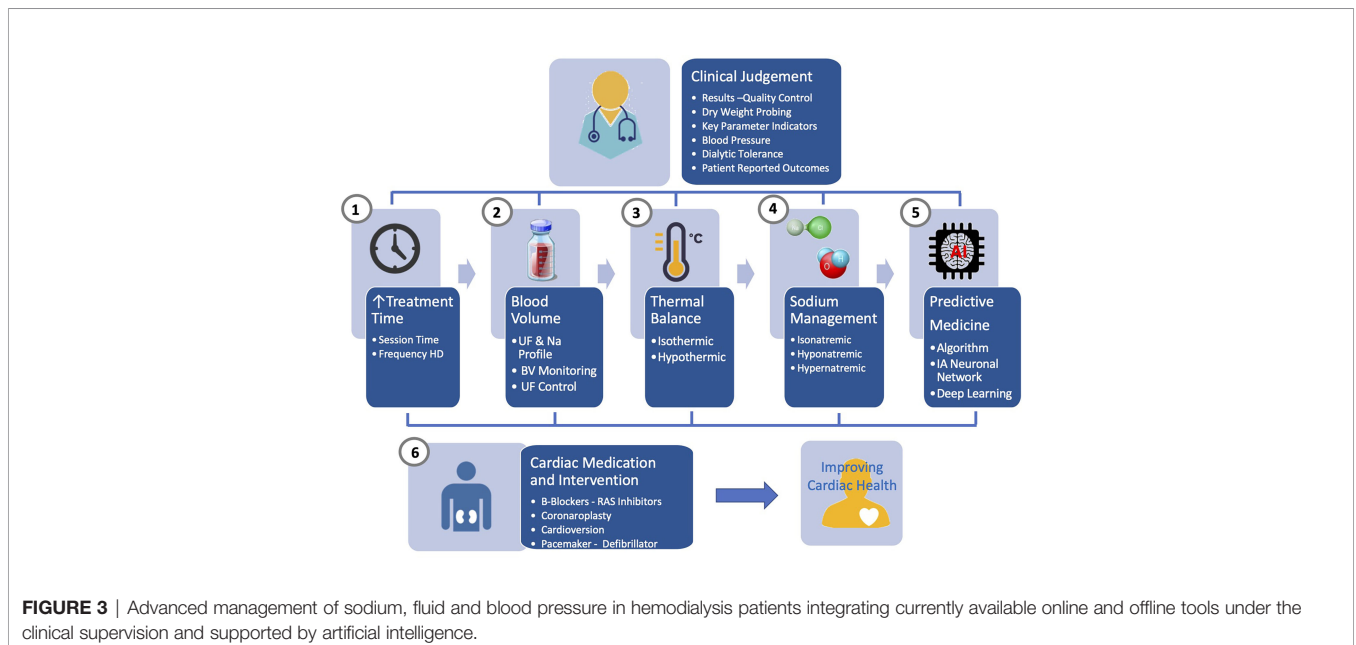 Clinical Judgement
• Results –Quality Control
• Dry Weight Probing
• Key Parameter Indicators
• Blood Pressure
• Dialytic Tolerance
• Patient Reported Outcomes
1
↑Treatment
Time
• Session Time
• Frequency HD
2
Blood
Volume
• UF & Na
Profile
• BV Monitoring
• UF Control
3
°C
Thermal
Balance
• Isothermic
• Hypothermic
4
O
H
Sodium
Management
• Isonatremic
• Hyponatremic
• Hypernatremic
5
AI
Predictive
Medicine
• Algorithm
• IA Neuronal
Network
• Deep Learning
6
Cardiac Medication
and Intervention
• B-Blockers - RAS Inhibitors
• Coronaroplasty
• Cardioversion
• Pacemaker - Defibrillator
Improving
Cardiac Health
FIGURE 3 | Advanced management of sodium, fluid and blood pressure in hemodialysis patients integrating currently available online and offline tools under the
clinical supervision and supported by artificial intelligence.